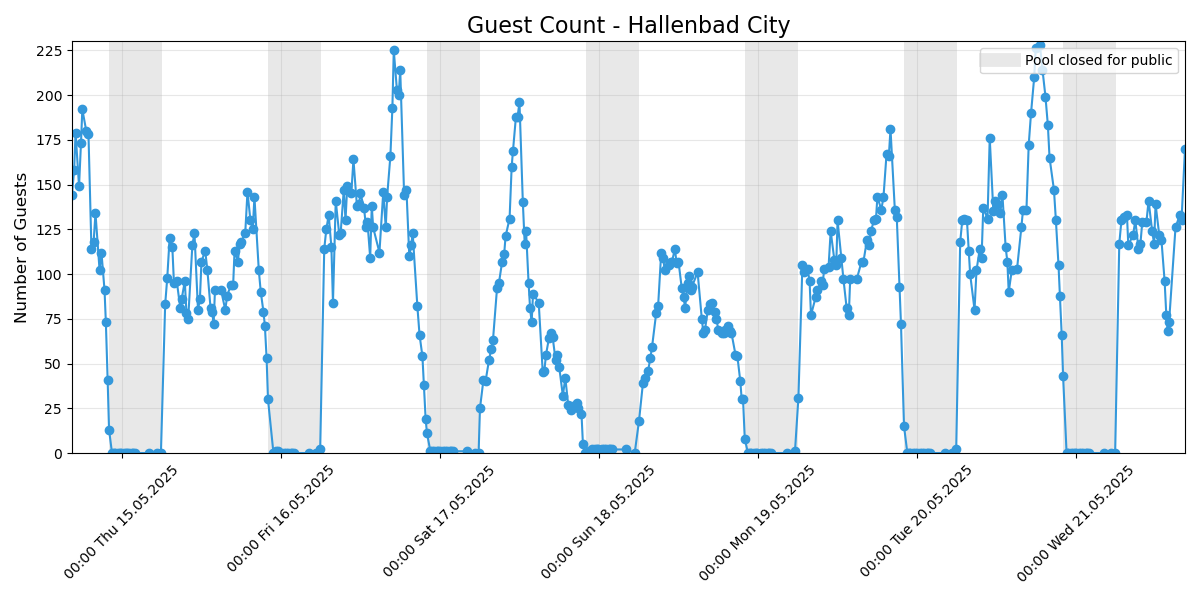 Guest Count - Hallenbad City
Number of Guests
225
200
175
150
125
100
75
50
25
0
Pool closed for public
00:00 Thu 15.05.2025
00:00 Fri 16.05.2025
00:00 Sat 17.05.2025
00:00 Sun 18.05.2025
00:00 Mon 19.05.2025
00:00 Tue 20.05.2025
00:00 Wed 21.05.2025